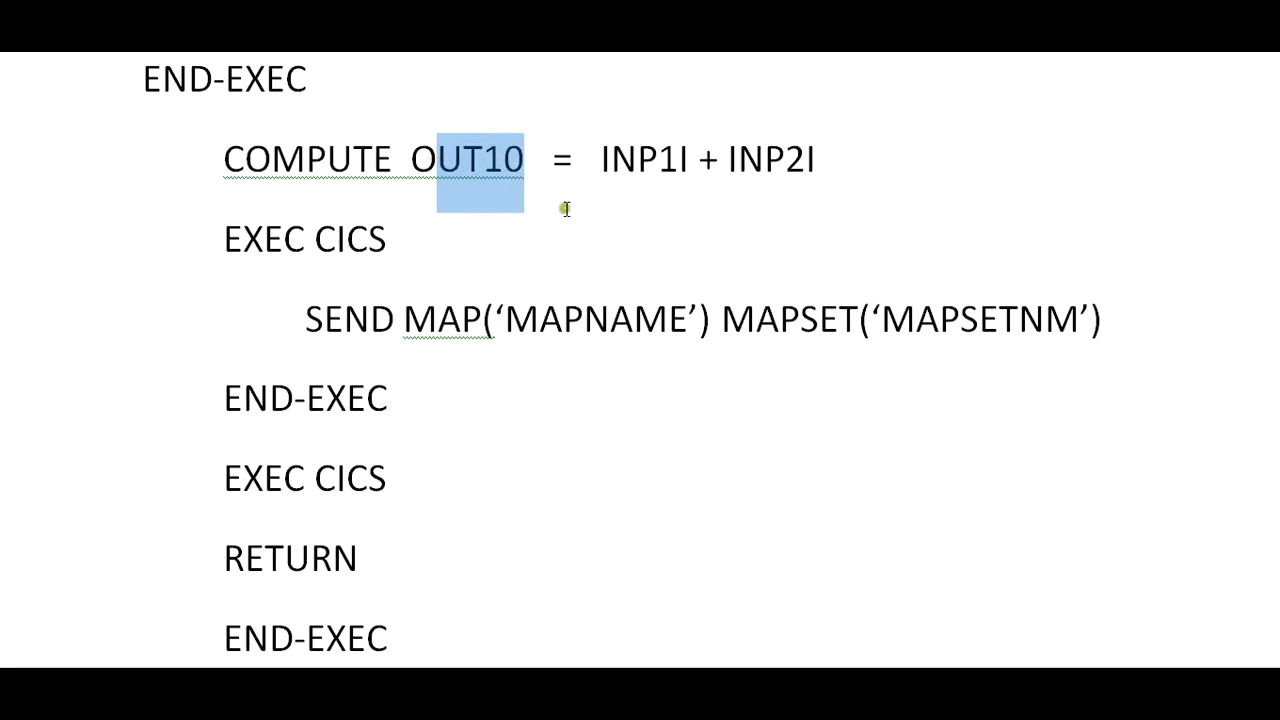 END-EXEC
COMPUTE OUT10 = INP1I + INP2I
EXEC CICS
SEND MAP(‘MAPNAME’) MAPSET(‘MAPSETNM’)
END-EXEC
EXEC CICS
RETURN
END-EXEC